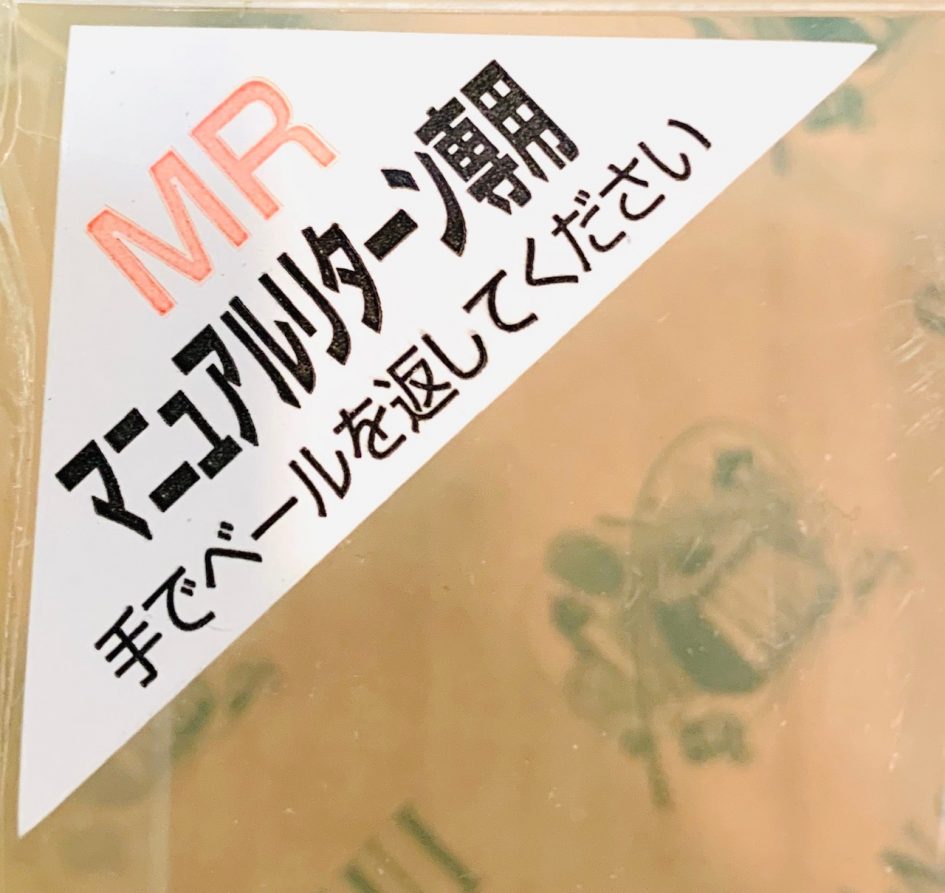 MR
マニュアルリターン専用
手でベールを返してください